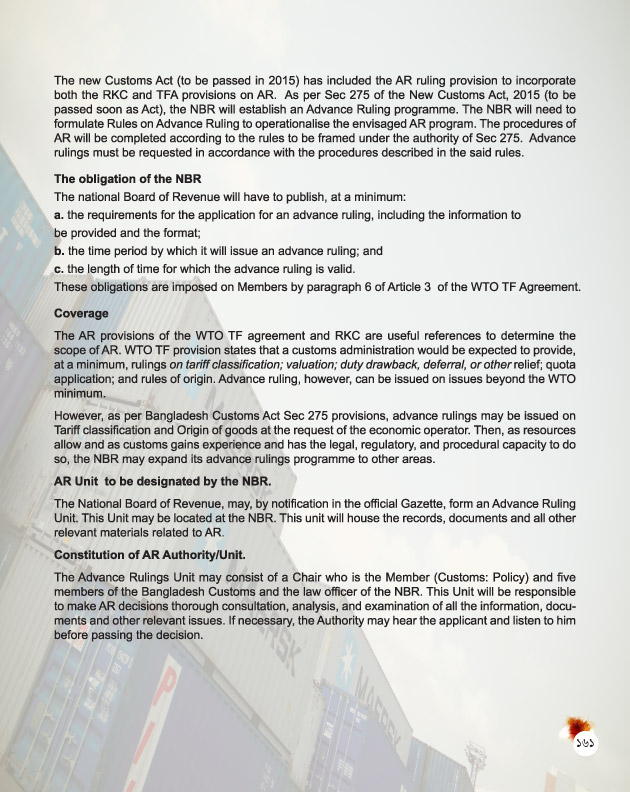 The new Customs Act (to be passed in 2015) has included the AR ruling provision to incorporate
both the RKC and TFA provisions on AR. As per Sec 275 of the New Customs Act, 2015 (to be
passed soon as Act), the NBR will establish an Advance Ruling programme. The NBR will need to
formulate Rules on Advance Ruling to operationalise the envisaged AR program. The procedures of
AR will be completed according to the rules to be framed under the authority of Sec 275. Advance
rulings must be requested in accordance with the procedures described in the said rules.
The obligation of the NBR
The national Board of Revenue will have to publish, at a minimum:
a. the requirements for the application for an advance ruling, including the information to
be provided and the format;
b. the time period by which it will issue an advance ruling; and
c. the length of time for which the advance ruling is valid.
These obligations are imposed on Members by paragraph 6 of Article 3 of the WTO TF Agreement.
Coverage
The AR provisions of the WTO TF agreement and RKC are useful references to determine the
scope of AR. WTO TF provision states that a customs administration would be expected to provide,
at a minimum, rulings on tariff classification; valuation; duty drawback, deferral, or other relief; quota
application; and rules of origin. Advance ruling, however, can be issued on issues beyond the WTO
minimum.
However, as per Bangladesh Customs Act Sec 275 provisions, advance rulings may be issued on
Tariff classification and Origin of goods at the request of the economic operator. Then, as resources
allow and as customs gains experience and has the legal, regulatory, and procedural capacity to do
so, the NBR may expand its advance rulings programme to other areas.
AR Unit to be designated by the NBR.
The National Board of Revenue, may, by notification in the official Gazette, form an Advance Ruling
Unit. This Unit may be located at the NBR. This unit will house the records, documents and all other
relevant materials related to AR.
Constitution of AR Authority/Unit.
The Advance Rulings Unit may consist of a Chair who is the Member (Customs: Policy) and five
members of the Bangladesh Customs and the law officer of the NBR. This Unit will be responsible
to make AR decisions thorough consultation, analysis, and examination of all the information, docu-
ments and other relevant issues. If necessary, the Authority may hear the applicant and listen to him
before passing the decision.
MAERSK
১৬১